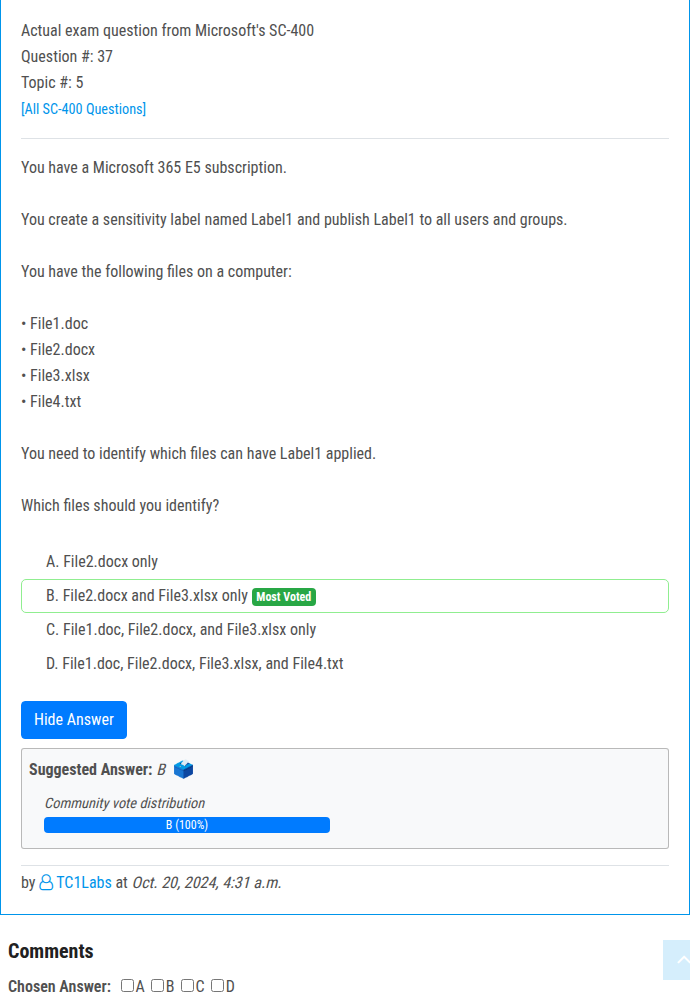 Actual exam question from Microsoft's SC-400
Question #: 37
Topic #: 5
[All SC-400 Questions]
You have a Microsoft 365 E5 subscription.
You create a sensitivity label named Label1 and publish Label1 to all users and groups.
You have the following files on a computer:
• File1.doc
• File2.docx
• File3.xlsx
• File4.txt
You need to identify which files can have Label1 applied.
Which files should you identify?
A. File2.docx only
B. File2.docx and File3.xlsx only Most Voted
C. File1.doc, File2.docx, and File3.xlsx only
D. File1.doc, File2.docx, File3.xlsx, and File4.txt
Hide Answer
Suggested Answer: B
Community vote distribution
B (100%)
by TC1Labs at Oct. 20, 2024, 4:31 a.m.
Comments
Chosen Answer: A B C D